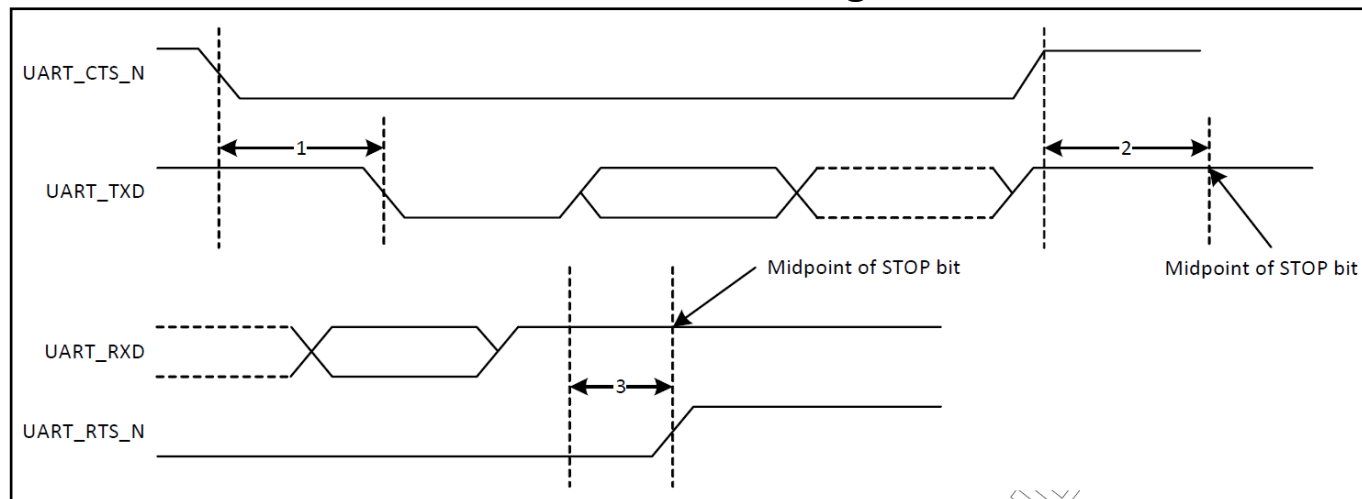 UART_CTS_N
1
2
UART_TXD
Midpoint of STOP bit
Midpoint of STOP bit
UART_RXD
3
UART_RTS_N